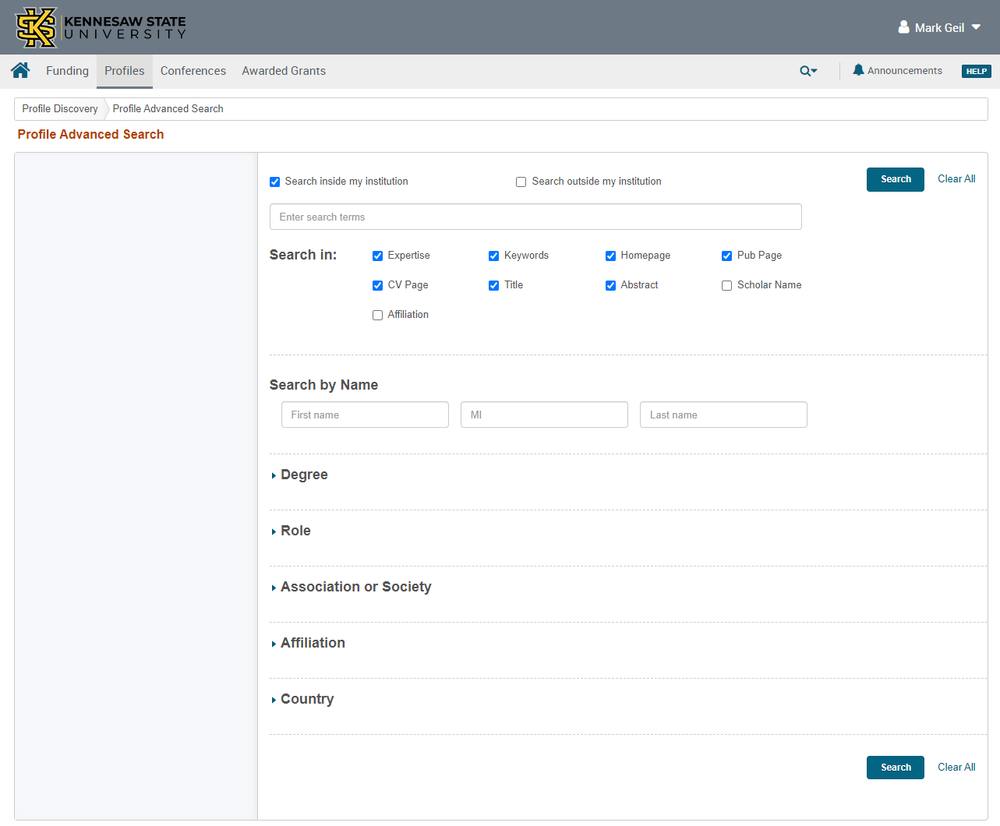 KENNESAW STATE
UNIVERSITY
Mark Geil
Funding Profiles Conferences Awarded Grants Announcements HELP
Profile Discovery Profile Advanced Search
Profile Advanced Search
Search inside my institution Search outside my institution Search Clear All
Enter search terms
Search in: Expertise Keywords Homepage Pub Page
CV Page Title Abstract Scholar Name
Affiliation
Search by Name
First name MI Last name
Degree
Role
Association or Society
Affiliation
Country
Search Clear All